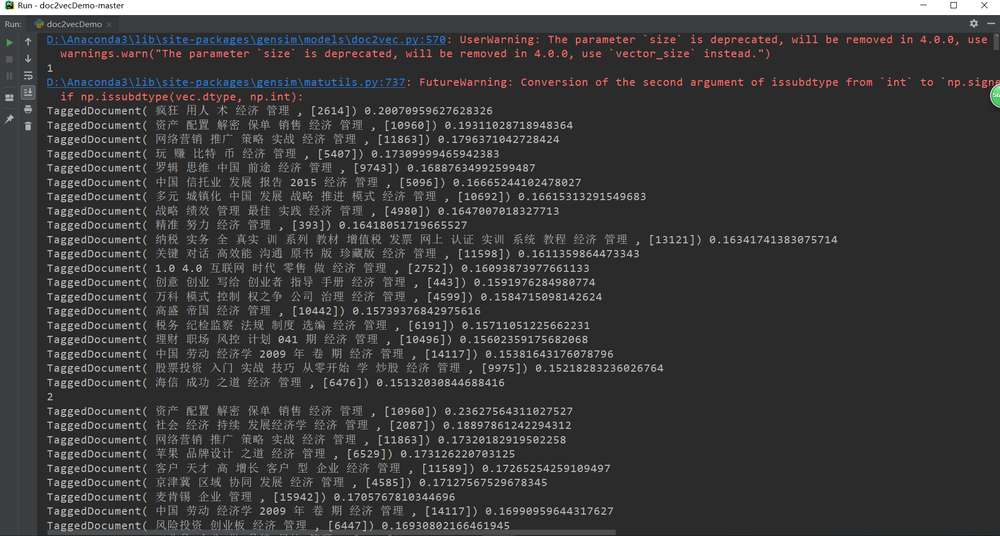 Run - doc2vecDemo-master
Run: doc2vecDemo
D:\Anaconda3\lib\site-packages\gensim\models\doc2vec.py:570: UserWarning: The parameter `size` is deprecated, will be removed in 4.0.0, use `
warnings.warn("The parameter `size` is deprecated, will be removed in 4.0.0, use `vector_size` instead.")
1
D:\Anaconda3\lib\site-packages\gensim\matutils.py:737: FutureWarning: Conversion of the second argument of issubdtype from `int` to `np.signe
if np.issubdtype(vec.dtype, np.int):
56
TaggedDocument( 疯狂 用人 术 经济 管理 , [2614]) 0.20070959627628326
TaggedDocument( 资产 配置 解密 保单 销售 经济 管理 , [10960]) 0.19311028718948364
TaggedDocument( 网络营销 推广 策略 实战 经济 管理 , [11863]) 0.1796371042728424
TaggedDocument( 玩 赚 比特 币 经济 管理 , [5407]) 0.17309999465942383
TaggedDocument( 罗辑 思维 中国 前途 经济 管理 , [9743]) 0.16887634992599487
TaggedDocument( 中国 信托业 发展 报告 2015 经济 管理 , [5096]) 0.16665244102478027
TaggedDocument( 多元 城镇化 中国 发展 战略 推进 模式 经济 管理 , [10692]) 0.16615313291549683
TaggedDocument( 战略 绩效 管理 最佳 实践 经济 管理 , [4980]) 0.1647007018327713
TaggedDocument( 精准 努力 经济 管理 , [393]) 0.16418051719665527
TaggedDocument( 纳税 实务 全 真实 训 系列 教材 增值税 发票 网上 认证 实训 系统 教程 经济 管理 , [13121]) 0.16341741383075714
TaggedDocument( 关键 对话 高效能 沟通 原书 版 珍藏版 经济 管理 , [11598]) 0.1611359864473343
TaggedDocument( 1.0 4.0 互联网 时代 零售 做 经济 管理 , [2752]) 0.16093873977661133
TaggedDocument( 创意 创业 写给 创业者 指导 手册 经济 管理 , [443]) 0.1591976284980774
TaggedDocument( 万科 模式 控制 权之争 公司 治理 经济 管理 , [4599]) 0.1584715098142624
TaggedDocument( 高盛 帝国 经济 管理 , [10442]) 0.15739376842975616
TaggedDocument( 税务 纪检监察 法规 制度 选编 经济 管理 , [6191]) 0.15711051225662231
TaggedDocument( 理财 职场 风控 计划 041 期 经济 管理 , [10496]) 0.15602359175682068
TaggedDocument( 中国 劳动 经济学 2009 年 卷 期 经济 管理 , [14117]) 0.15381643176078796
TaggedDocument( 股票投资 入门 实战 技巧 从零开始 学 炒股 经济 管理 , [9975]) 0.15218283236026764
TaggedDocument( 海信 成功 之道 经济 管理 , [6476]) 0.15132030844688416
2
TaggedDocument( 资产 配置 解密 保单 销售 经济 管理 , [10960]) 0.23627564311027527
TaggedDocument( 社会 经济 持续 发展经济学 经济 管理 , [2087]) 0.18897861242294312
TaggedDocument( 网络营销 推广 策略 实战 经济 管理 , [11863]) 0.17320182919502258
TaggedDocument( 苹果 品牌设计 之道 经济 管理 , [6529]) 0.173126220703125
TaggedDocument( 客户 天才 高 增长 客户 型 企业 经济 管理 , [11589]) 0.17265254259109497
TaggedDocument( 京津冀 区域 协同 发展 经济 管理 , [4585]) 0.17127567529678345
TaggedDocument( 麦肯锡 企业 管理 , [15942]) 0.1705767810344696
TaggedDocument( 中国 劳动 经济学 2009 年 卷 期 经济 管理 , [14117]) 0.16990959644317627
TaggedDocument( 风险投资 创业板 经济 管理 , [6447]) 0.16930802166461945